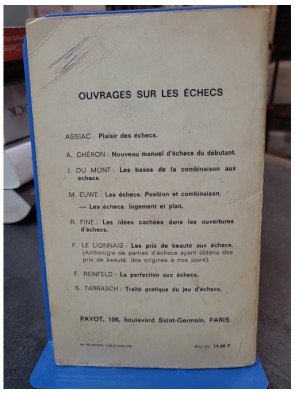 OUVRAGES SUR LES ÉCHECS
ASSIAC : Plaisir des échecs.
A. CHÉRON : Nouveau manuel d'échecs du débutant.
J. DU MONT : Les bases de la combinaison aux
échecs.
M. EUWE : Les échecs. Position et combinaison.
— Les échecs. Jugement et plan.
R. FINE : Les idées cachées dans les ouvertures
d'échecs.
F. LE LIONNAIS : Les prix de beauté aux échecs.
(Anthologie de parties d'échecs ayant obtenu des
prix de beauté, des origines à nos jours).
F. REINFELD : La perfection aux échecs.
S. TARRASCH : Traité pratique du jeu d'échecs.
PAYOT, 106, boulevard Saint-Germain, PARIS
14,90 F